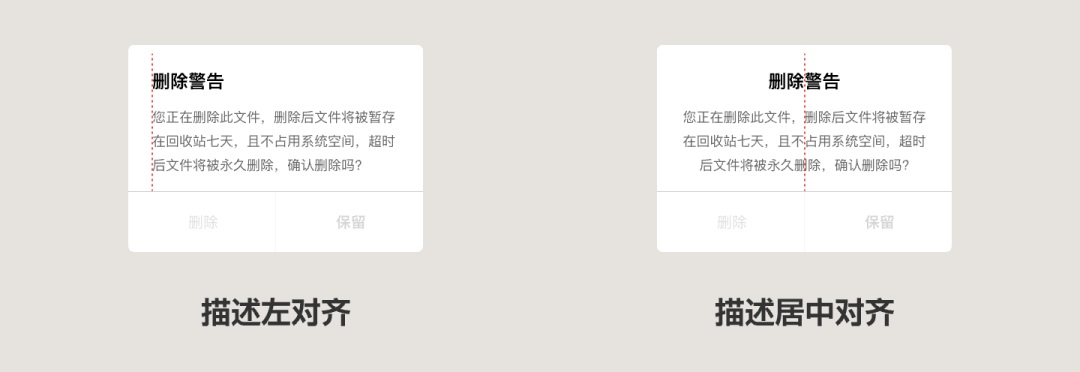 删除警告
您正在删除此文件，删除后文件将被暂存
在回收站七天，且不占用系统空间，超时
后文件将被永久删除，确认删除吗？
删除
保留
描述左对齐
删除警告
您正在删除此文件，删除后文件将被暂存
在回收站七天，且不占用系统空间，超时
后文件将被永久删除，确认删除吗？
删除
保留
描述居中对齐